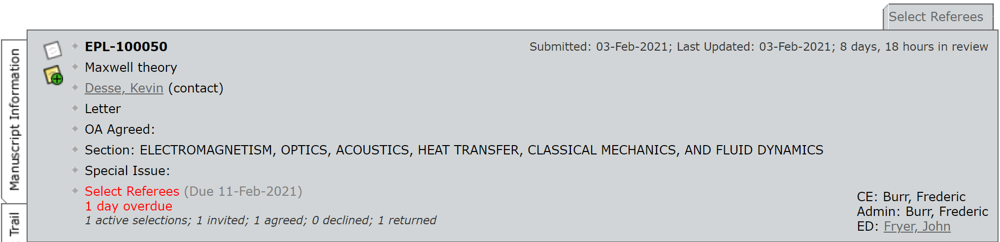 Select Referees
EPL-100050
Submitted: 03-Feb-2021; Last Updated: 03-Feb-2021; 8 days, 18 hours in review
Maxwell theory
Desse, Kevin (contact)
Letter
OA Agreed:
Section: ELECTROMAGNETISM, OPTICS, ACOUSTICS, HEAT TRANSFER, CLASSICAL MECHANICS, AND FLUID DYNAMICS
Special Issue:
Select Referees (Due 11-Feb-2021)
1 day overdue
1 active selections; 1 invited; 1 agreed; 0 declined; 1 returned
CE: Burr, Frederic
Admin: Burr, Frederic
ED: Fryer, John
Manuscript Information
Trail